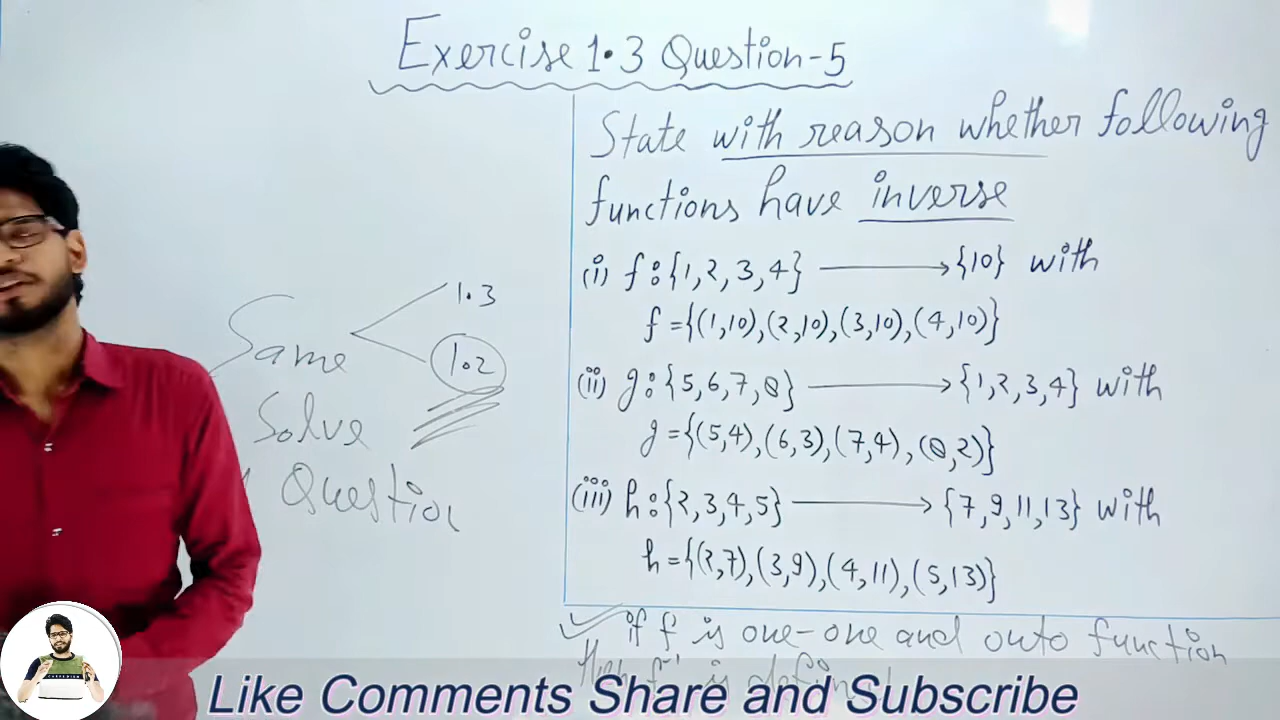 Exercise 1.3 Question-5
State with reason whether following
functions have inverse
(i) f:{1,2,3,4} ⟶ {10} with
f={(1,10),(2,10),(3,10),(4,10)}
(ii) g:{5,6,7,8} ⟶ {1,2,3,4} with
g={(5,4),(6,3),(7,4),(8,2)}
(iii) h:{2,3,4,5} ⟶ {7,9,11,13} with
h={(2,7),(3,9),(4,11),(5,13)}
if f is one-one and onto function
then f⁻¹ is
Same
1.3
1.2
Solve
Question
Like Comments Share and Subscribe